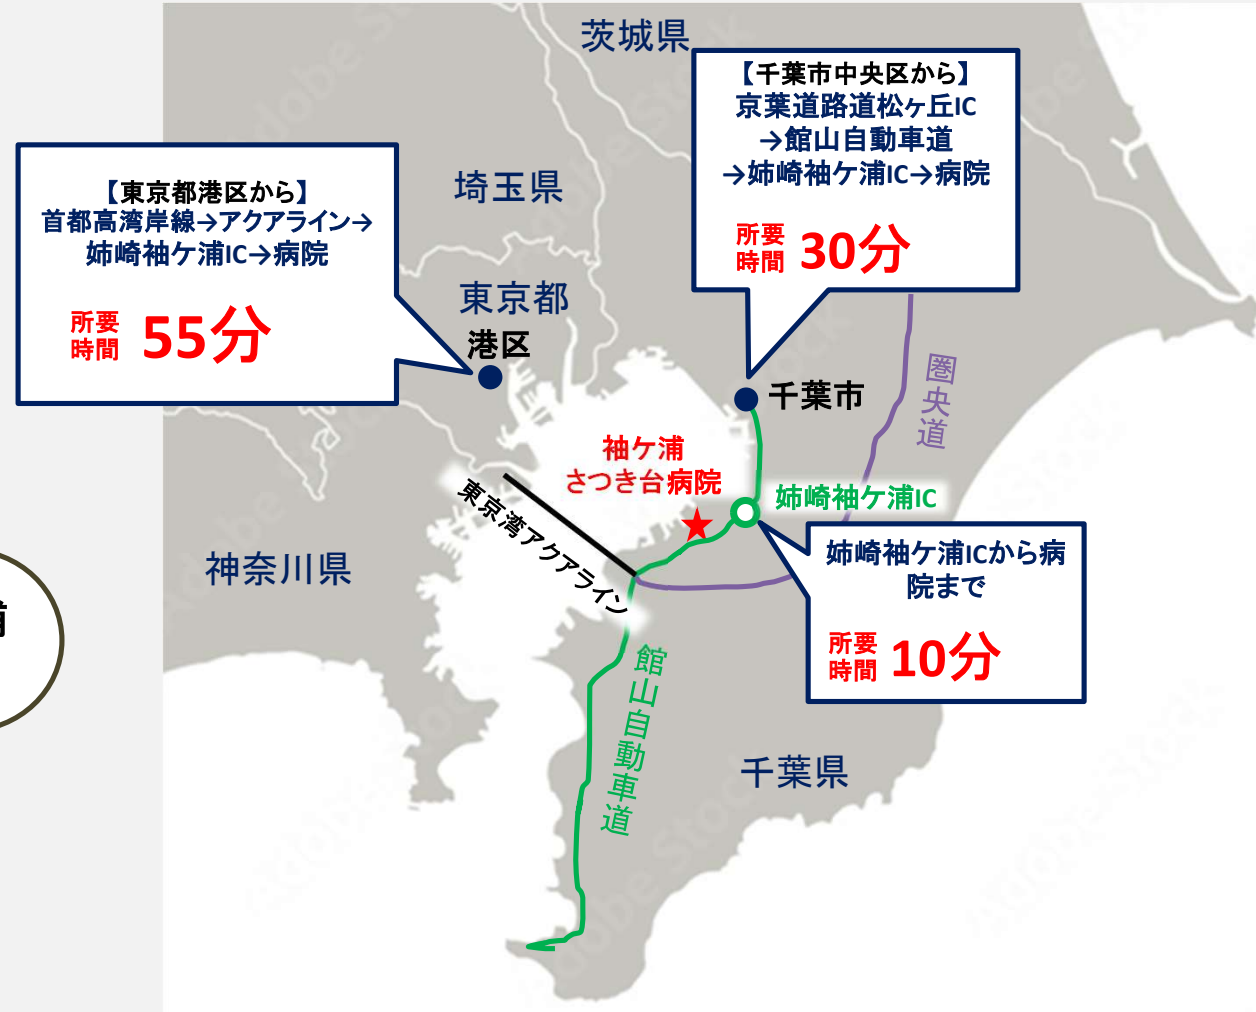 茨城県
【千葉市中央区から】
京葉道路道松ヶ丘IC
→館山自動車道
→姉崎袖ケ浦IC→病院
所要
時間 30分
【東京都港区から】
首都高湾岸線→アクアライン→
姉崎袖ケ浦IC→病院
所要
時間 55分
埼玉県
東京都
港区
千葉市
圏央道
袖ケ浦
さつき台病院
姉崎袖ケ浦IC
東京湾アクアライン
神奈川県
姉崎袖ケ浦ICから病
院まで
所要
時間 10分
館山自動車道
千葉県
Adobe Stock